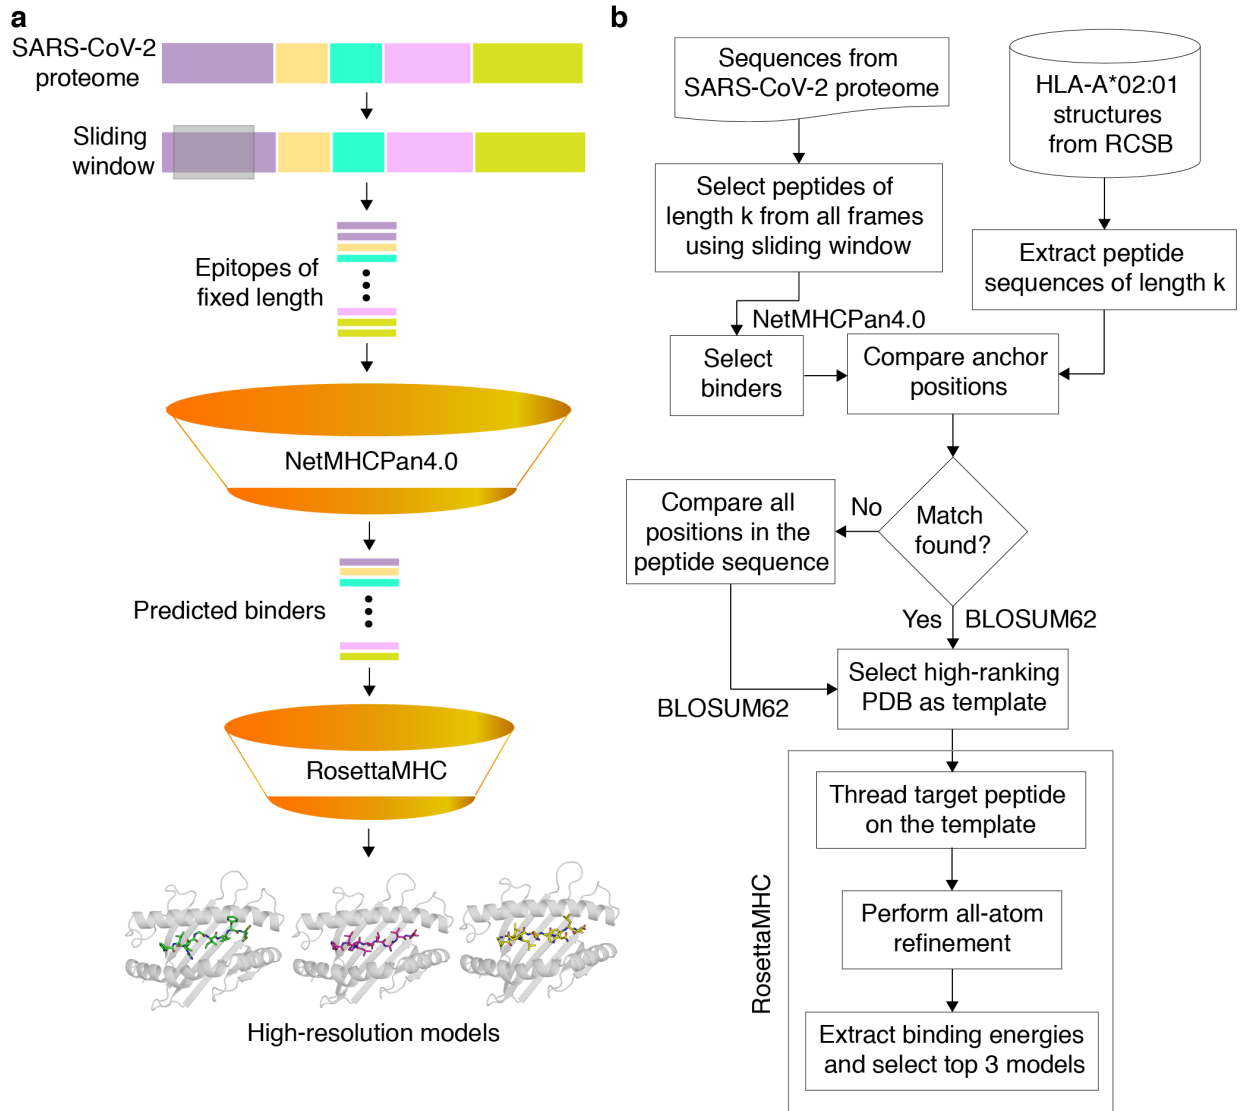 a
SARS-CoV-2
proteome
Sliding
window
Epitopes of
fixed length
NetMHCPan4.0
Predicted binders
RosettaMHC
High-resolution models
b
Sequences from
SARS-CoV-2 proteome
HLA-A*02:01
structures
from RCSB
Select peptides of
length k from all frames
using sliding window
Extract peptide
sequences of length k
NetMHCPan4.0
Select
binders
Compare anchor
positions
Match
found?
No
Compare all
positions in the
peptide sequence
Yes
BLOSUM62
BLOSUM62
Select high-ranking
PDB as template
RosettaMHC
Thread target peptide
on the template
Perform all-atom
refinement
Extract binding energies
and select top 3 models